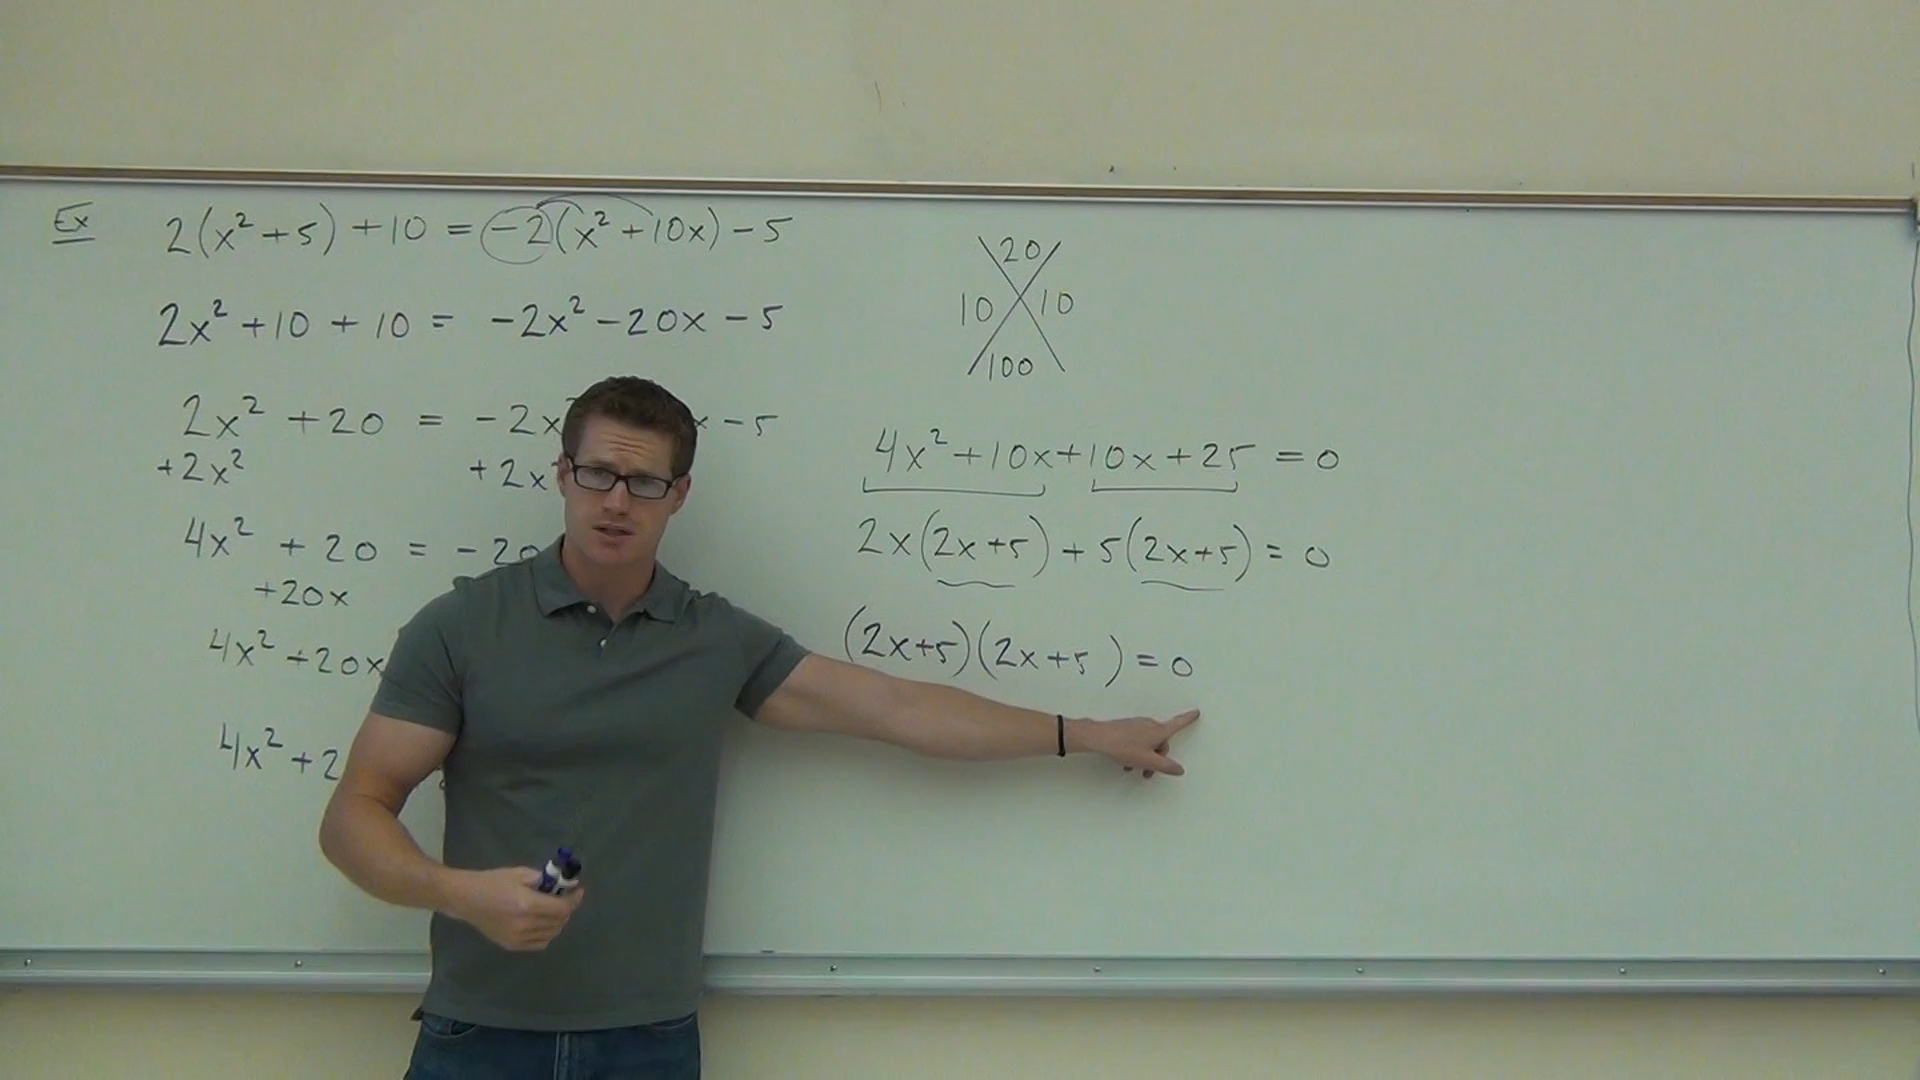 Ex 2(x² + 5) + 10 = -2(x² + 10x) - 5
2x² + 10 + 10 = -2x² - 20x - 5
2x² + 20 = -2x² x - 5
+2x² +2x
4x² + 20 = -20
+20x
4x² + 20x
4x² + 2
20
10 10
100
4x² + 10x + 10x + 25 = 0
2x(2x+5) + 5(2x+5) = 0
(2x+5)(2x+5) = 0